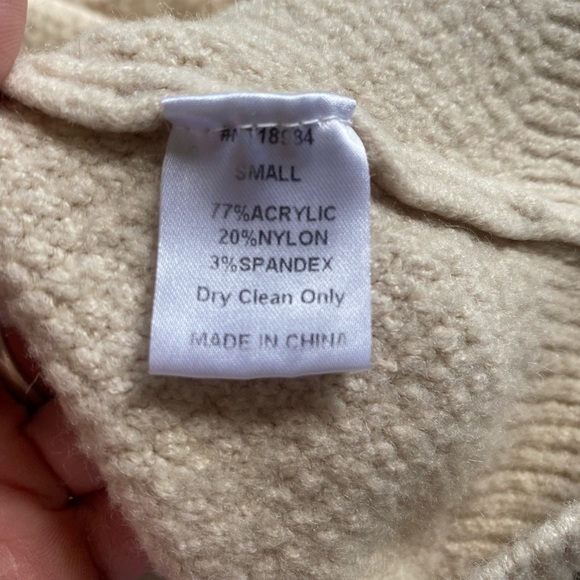 SMALL
77%ACRYLIC
20%NYLON
3%SPANDEX
Dry Clean Only
MADE IN CHINA